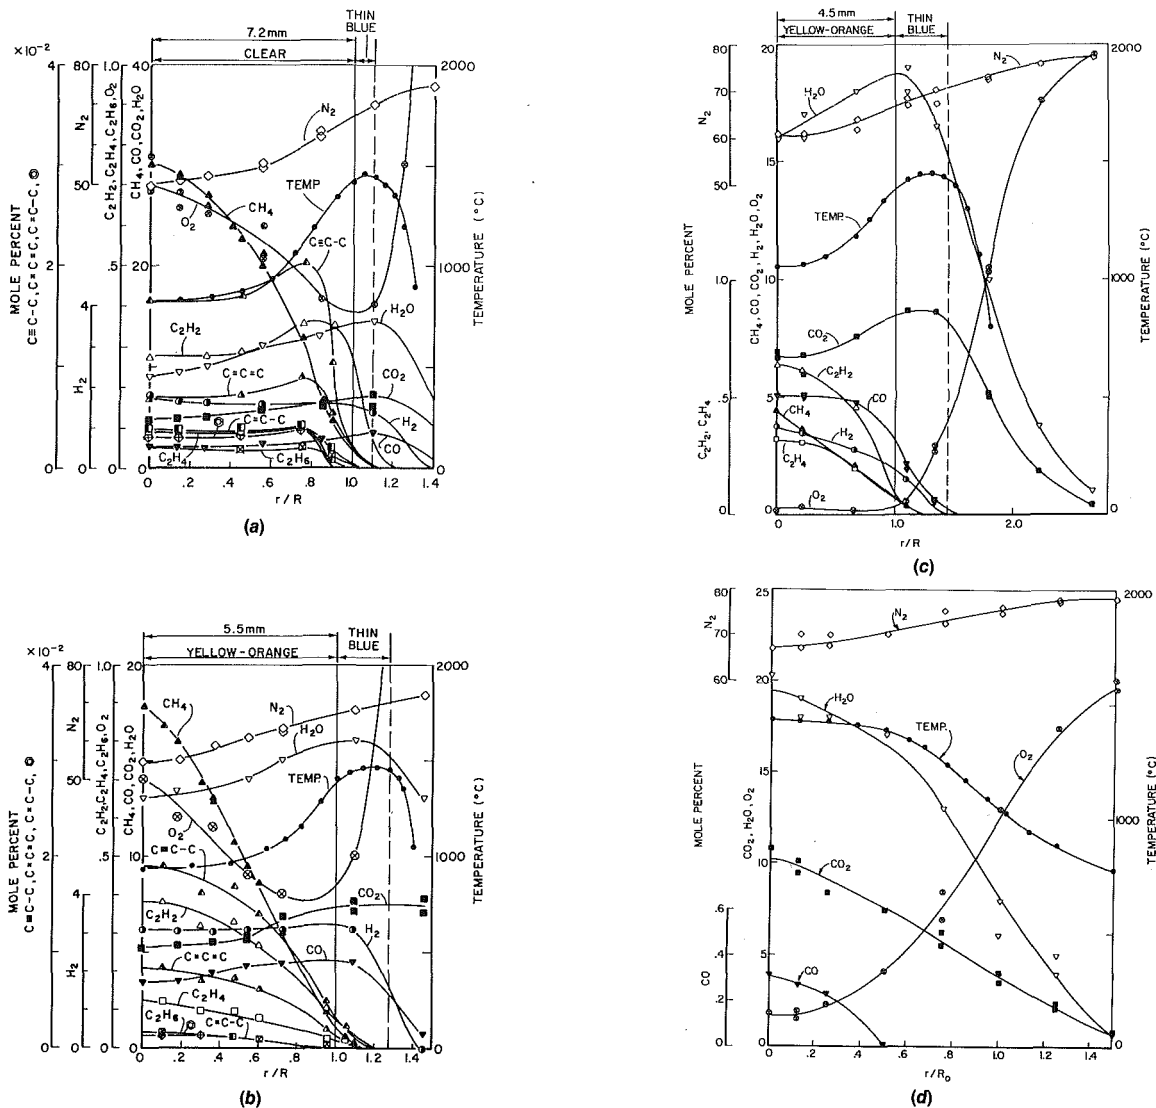 THIN
BLUE
7.2mm
CLEAR
×10⁻²
4
80
1.0
40
2000
N₂
CH₄
O₂
TEMP.
C≡C-C
H₂O
C₂H₂
C=C=C
CO₂
H₂
C=C-C
C₂H₄
C₂H₆
CO
50
.5
20
1000
2
4
0
0
0
0
0
MOLE PERCENT
C≡C-C, C=C=C, C=C-C,
H₂
N₂
C₂H₂, C₂H₄, C₂H₆, O₂
CH₄, CO, CO₂, H₂O
TEMPERATURE (°C)
0 .2 .4 .6 .8 1.0 1.2 1.4
r/R
(a)
5.5mm
THIN
BLUE
YELLOW-ORANGE
×10⁻²
4
80
1.0
20
2000
CH₄
N₂
H₂O
TEMP.
O₂
C≡C-C
C₂H₂
C=C=C
C₂H₄
C₂H₆
C=C-C
CO₂
H₂
CO
50
.5
10
1000
2
4
0
0
0
0
0
MOLE PERCENT
C≡C-C, C=C=C, C=C-C,
H₂
N₂
C₂H₂, C₂H₄, C₂H₆, O₂
CH₄, CO, CO₂, H₂O
TEMPERATURE (°C)
0 .2 .4 .6 .8 1.0 1.2 1.4
r/R
(b)
4.5mm
THIN
BLUE
YELLOW-ORANGE
80
70
60
50
N₂
20
15
10
5
0
1.0
.5
0
2000
1000
0
H₂O
N₂
TEMP.
CO₂
C₂H₂
CO
CH₄
H₂
C₂H₄
O₂
MOLE PERCENT
C₂H₂, C₂H₄
CH₄, CO, CO₂, H₂, H₂O, O₂
TEMPERATURE (°C)
0 1.0 2.0
r/R
(c)
80
70
60
N₂
25
20
15
10
5
0
.6
.4
.2
0
CO
2000
1000
0
N₂
H₂O
TEMP.
O₂
CO₂
CO
MOLE PERCENT
CO₂, H₂O, O₂
TEMPERATURE (°C)
0 .2 .4 .6 .8 1.0 1.2 1.4
r/R₀
(d)